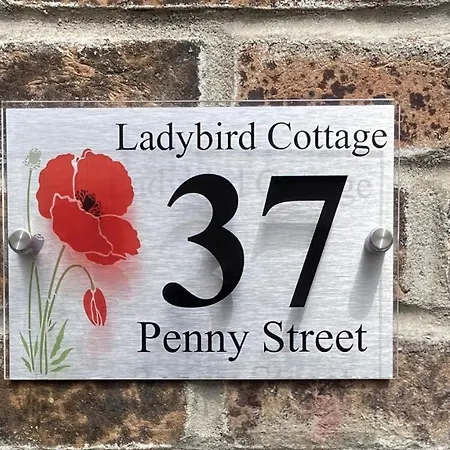 Ladybird Cottage
37
Penny Street